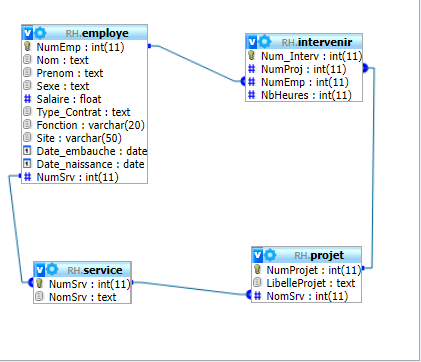 RH.employe
NumEmp : int(11)
Nom : text
Prenom : text
Sexe : text
Salaire : float
Type_Contrat : text
Fonction : varchar(20)
Site : varchar(50)
Date_embauche : date
Date_naissance : date
NumSrv : int(11)
RH.intervenir
Num_Interv : int(11)
NumProj : int(11)
NumEmp : int(11)
NbHeures : int(11)
RH.service
NumSrv : int(11)
NomSrv : text
RH.projet
NumProjet : int(11)
LibelleProjet : text
NomSrv : int(11)